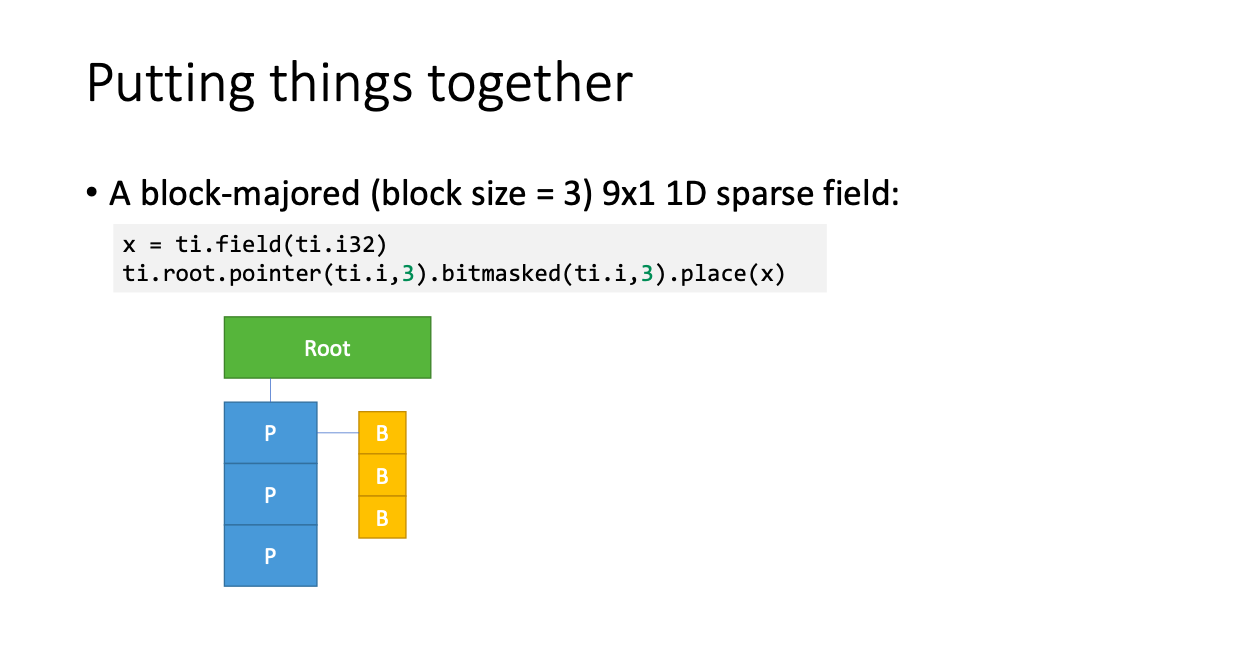 Putting things together
• A block-majored (block size = 3) 9x1 1D sparse field:
x = ti.field(ti.i32)
ti.root.pointer(ti.i,3).bitmasked(ti.i,3).place(x)
Root
P
B
B
P
B
P